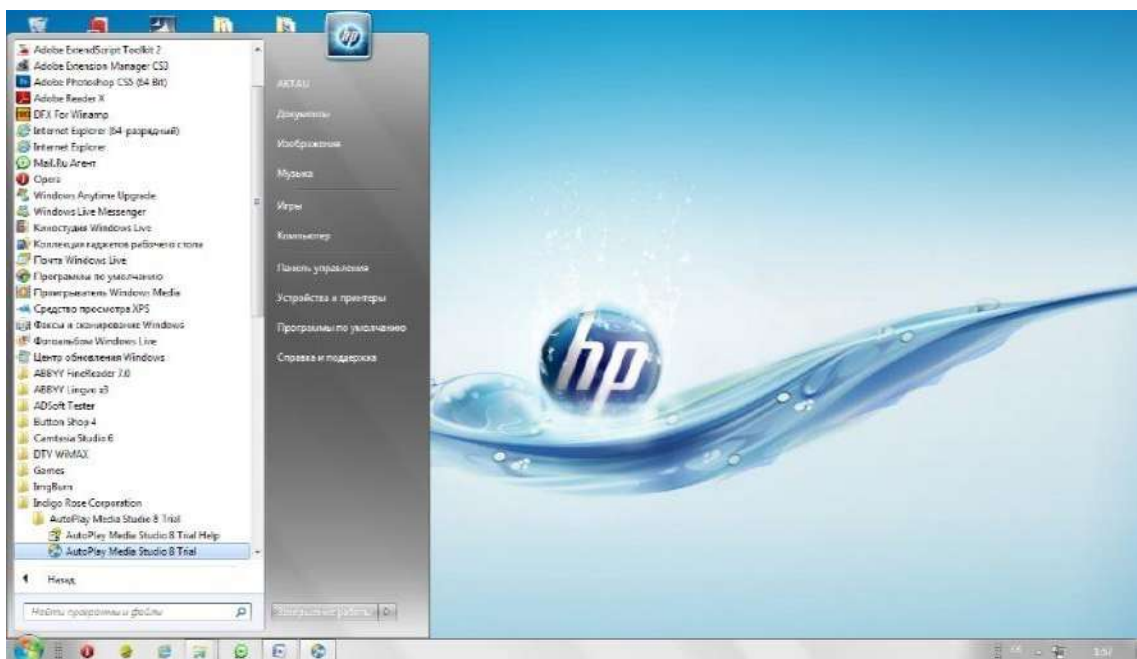 Adobe ExtendScript Toolkit 2
Adobe Extension Manager CS3
Adobe Photoshop CS5 (64 Bit)
Adobe Reader X
DFX For Winamp
Internet Explorer (64-разрядный)
Internet Explorer
Mail.Ru Агент
Opera
Windows Anytime Upgrade
Windows Live Messenger
Киностудия Windows Live
Коллекция гаджетов рабочего стола
Почта Windows Live
Программы по умолчанию
Проигрыватель Windows Media
Средство просмотра XPS
Факсы и сканирование Windows
Фотоальбом Windows Live
Центр обновления Windows
ABBYY FineReader 7.0
ABBYY Lingvo x3
ADSoft Tester
Button Shop 4
Camtasia Studio 6
DTV WiMAX
Games
ImgBurn
Indigo Rose Corporation
AutoPlay Media Studio 8 Trial
AutoPlay Media Studio 8 Trial Help
AutoPlay Media Studio 8 Trial
Назад
Найти программы и файлы
hp
AKTAU
Документы
Изображения
Музыка
Игры
Компьютер
Панель управления
Устройства и принтеры
Программы по умолчанию
Справка и поддержка
Завершение работы
hp
1:57